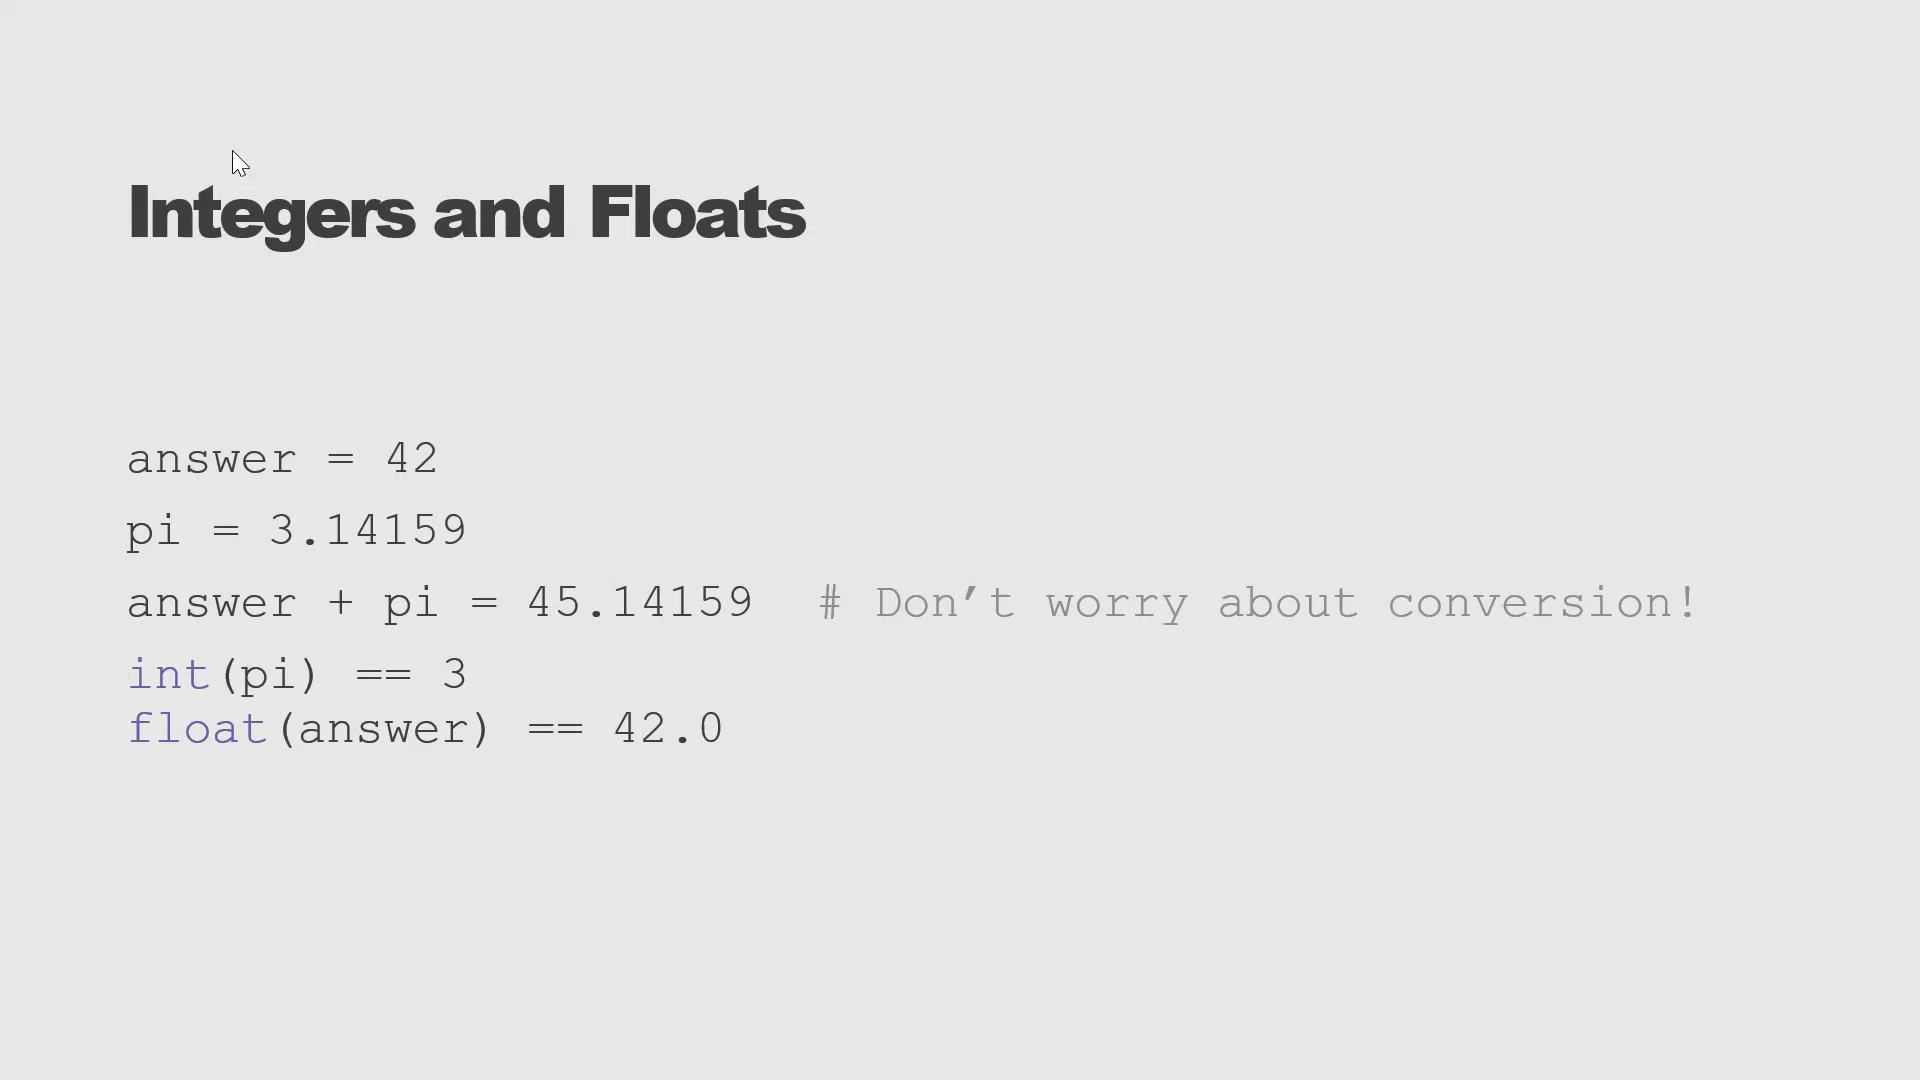 Integers and Floats
answer = 42
pi = 3.14159
answer + pi = 45.14159  # Don’t worry about conversion!
int(pi) == 3
float(answer) == 42.0